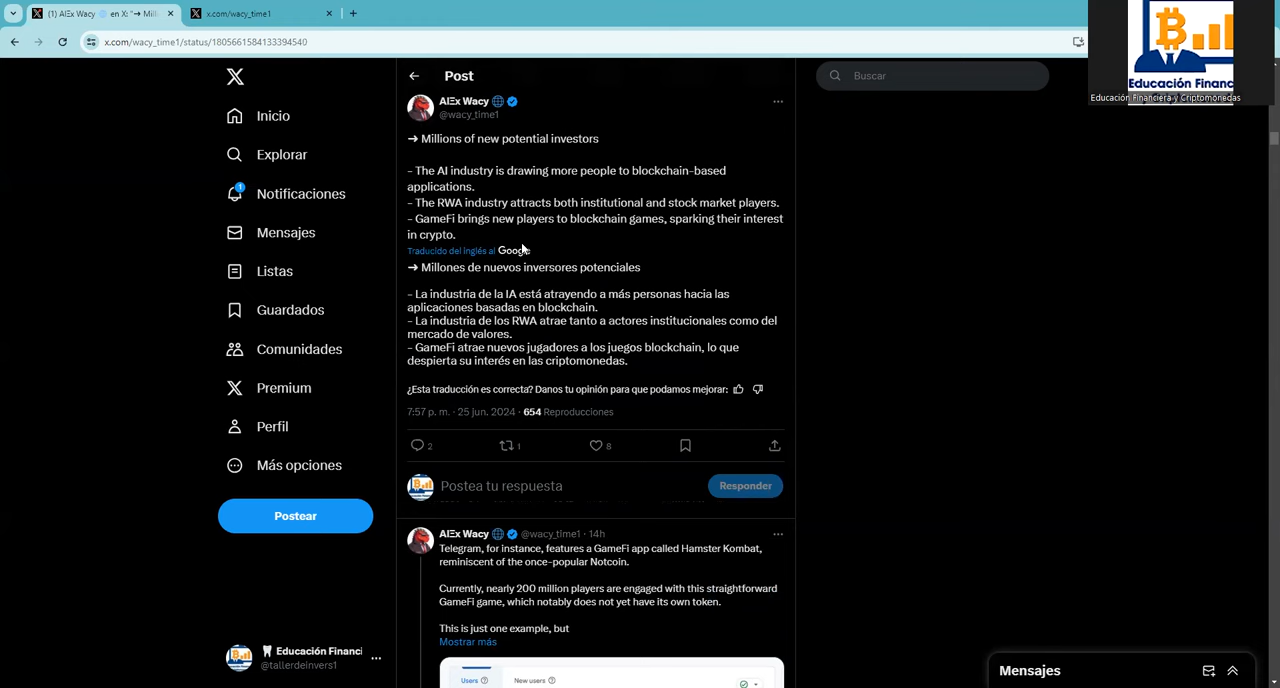 (1) AlΞx Wacy en X: "→ Mill
x.com/wacy_time1
x.com/wacy_time1/status/1805661584133394540
Educación Financ
Educación Financiera y Criptomonedas
Inicio
Explorar
1
Notificaciones
Mensajes
Listas
Guardados
Comunidades
Premium
Perfil
Más opciones
Postear
Educación Financi
@tallerdeinvers1
Post
Buscar
AlΞx Wacy
@wacy_time1
→ Millions of new potential investors
- The AI industry is drawing more people to blockchain-based
applications.
- The RWA industry attracts both institutional and stock market players.
- GameFi brings new players to blockchain games, sparking their interest
in crypto.
Traducido del inglés al Google
→ Millones de nuevos inversores potenciales
- La industria de la IA está atrayendo a más personas hacia las
aplicaciones basadas en blockchain.
- La industria de los RWA atrae tanto a actores institucionales como del
mercado de valores.
- GameFi atrae nuevos jugadores a los juegos blockchain, lo que
despierta su interés en las criptomonedas.
¿Esta traducción es correcta? Danos tu opinión para que podamos mejorar:
7:57 p. m. · 25 jun. 2024 · 654 Reproducciones
2 1 8
Postea tu respuesta
Responder
AlΞx Wacy @wacy_time1 · 14h
Telegram, for instance, features a GameFi app called Hamster Kombat,
reminiscent of the once-popular Notcoin.
Currently, nearly 200 million players are engaged with this straightforward
GameFi game, which notably does not yet have its own token.
This is just one example, but
Mostrar más
Users New users
Mensajes